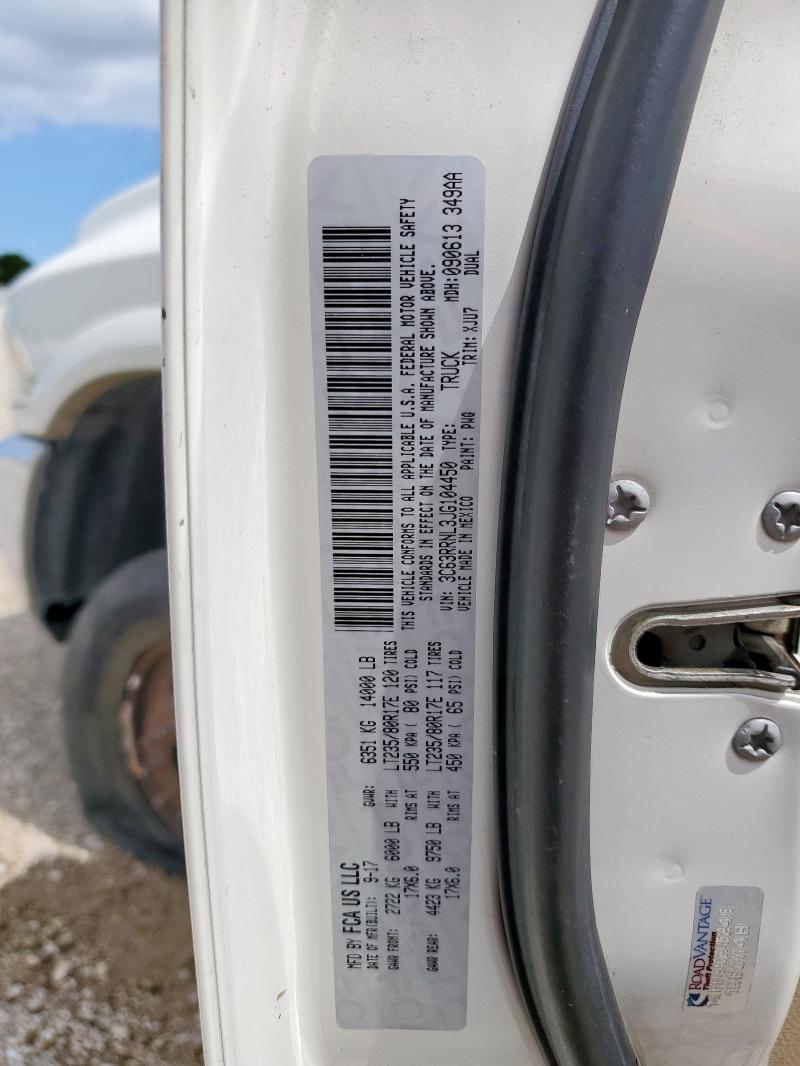 MFD BY FCA US LLC
DATE OF MFR(BUILT): 9-17
GVWR: 6351 KG 14000 LB
GAWR FRONT: 2722 KG 6000 LB WITH LT235/80R17E 120 TIRES
17X6.0 RIMS AT 550 KPA ( 80 PSI) COLD
GAWR REAR: 4423 KG 9750 LB WITH LT235/80R17E 117 TIRES
17X6.0 RIMS AT 450 KPA ( 65 PSI) COLD
THIS VEHICLE CONFORMS TO ALL APPLICABLE U.S.A. FEDERAL MOTOR VEHICLE SAFETY
STANDARDS IN EFFECT ON THE DATE OF MANUFACTURE SHOWN ABOVE.
VIN: 3C63RRNL3JG104450 TYPE: TRUCK MDH:090613 349AA
VEHICLE MADE IN MEXICO PAINT: PW0 TRIM: XJU7 DUAL
ROADVANTAGE
Theft Protection